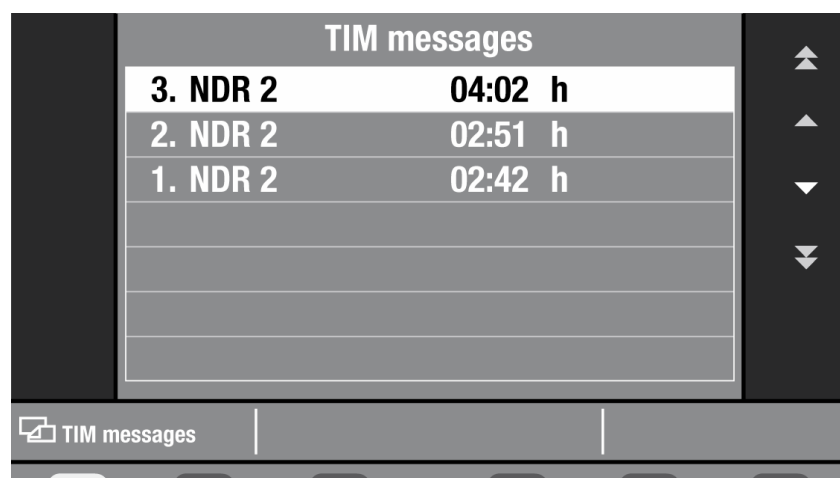 TIM messages
3. NDR 2 04:02 h
2. NDR 2 02:51 h
1. NDR 2 02:42 h
TIM messages